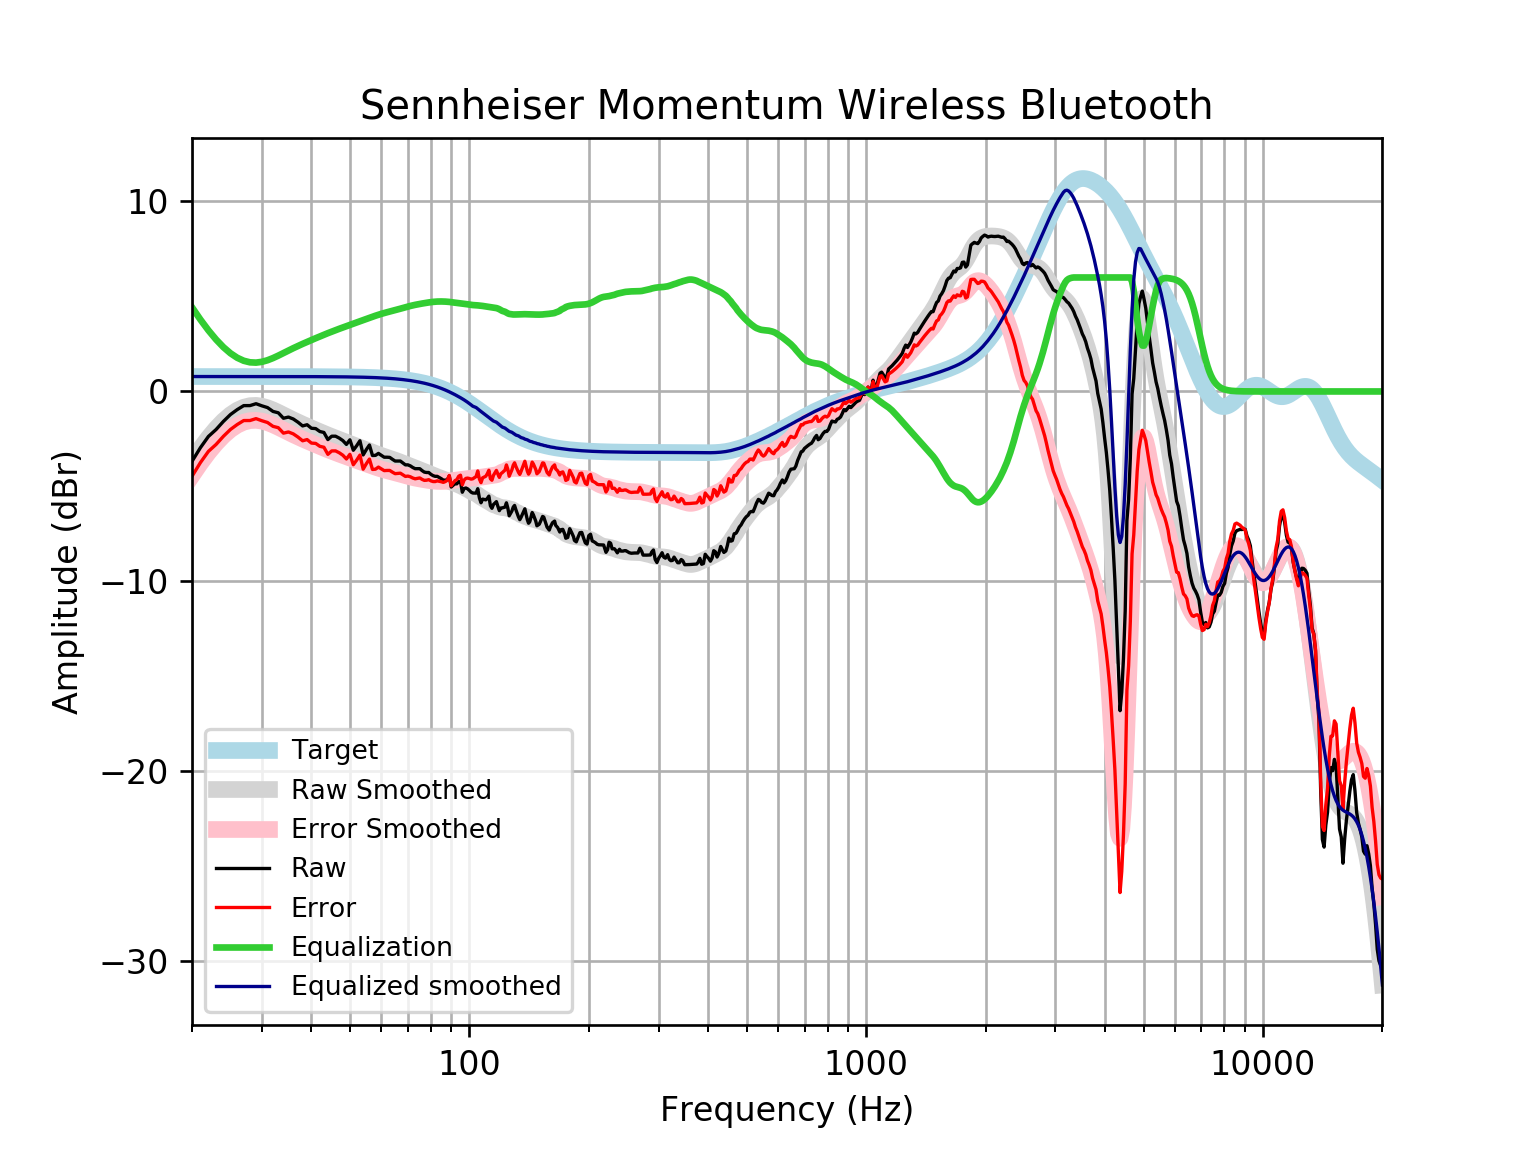 Sennheiser Momentum Wireless Bluetooth
10
0
−10
−20
−30
Amplitude (dBr)
Target
Raw Smoothed
Error Smoothed
Raw
Error
Equalization
Equalized smoothed
100
1000
10000
Frequency (Hz)